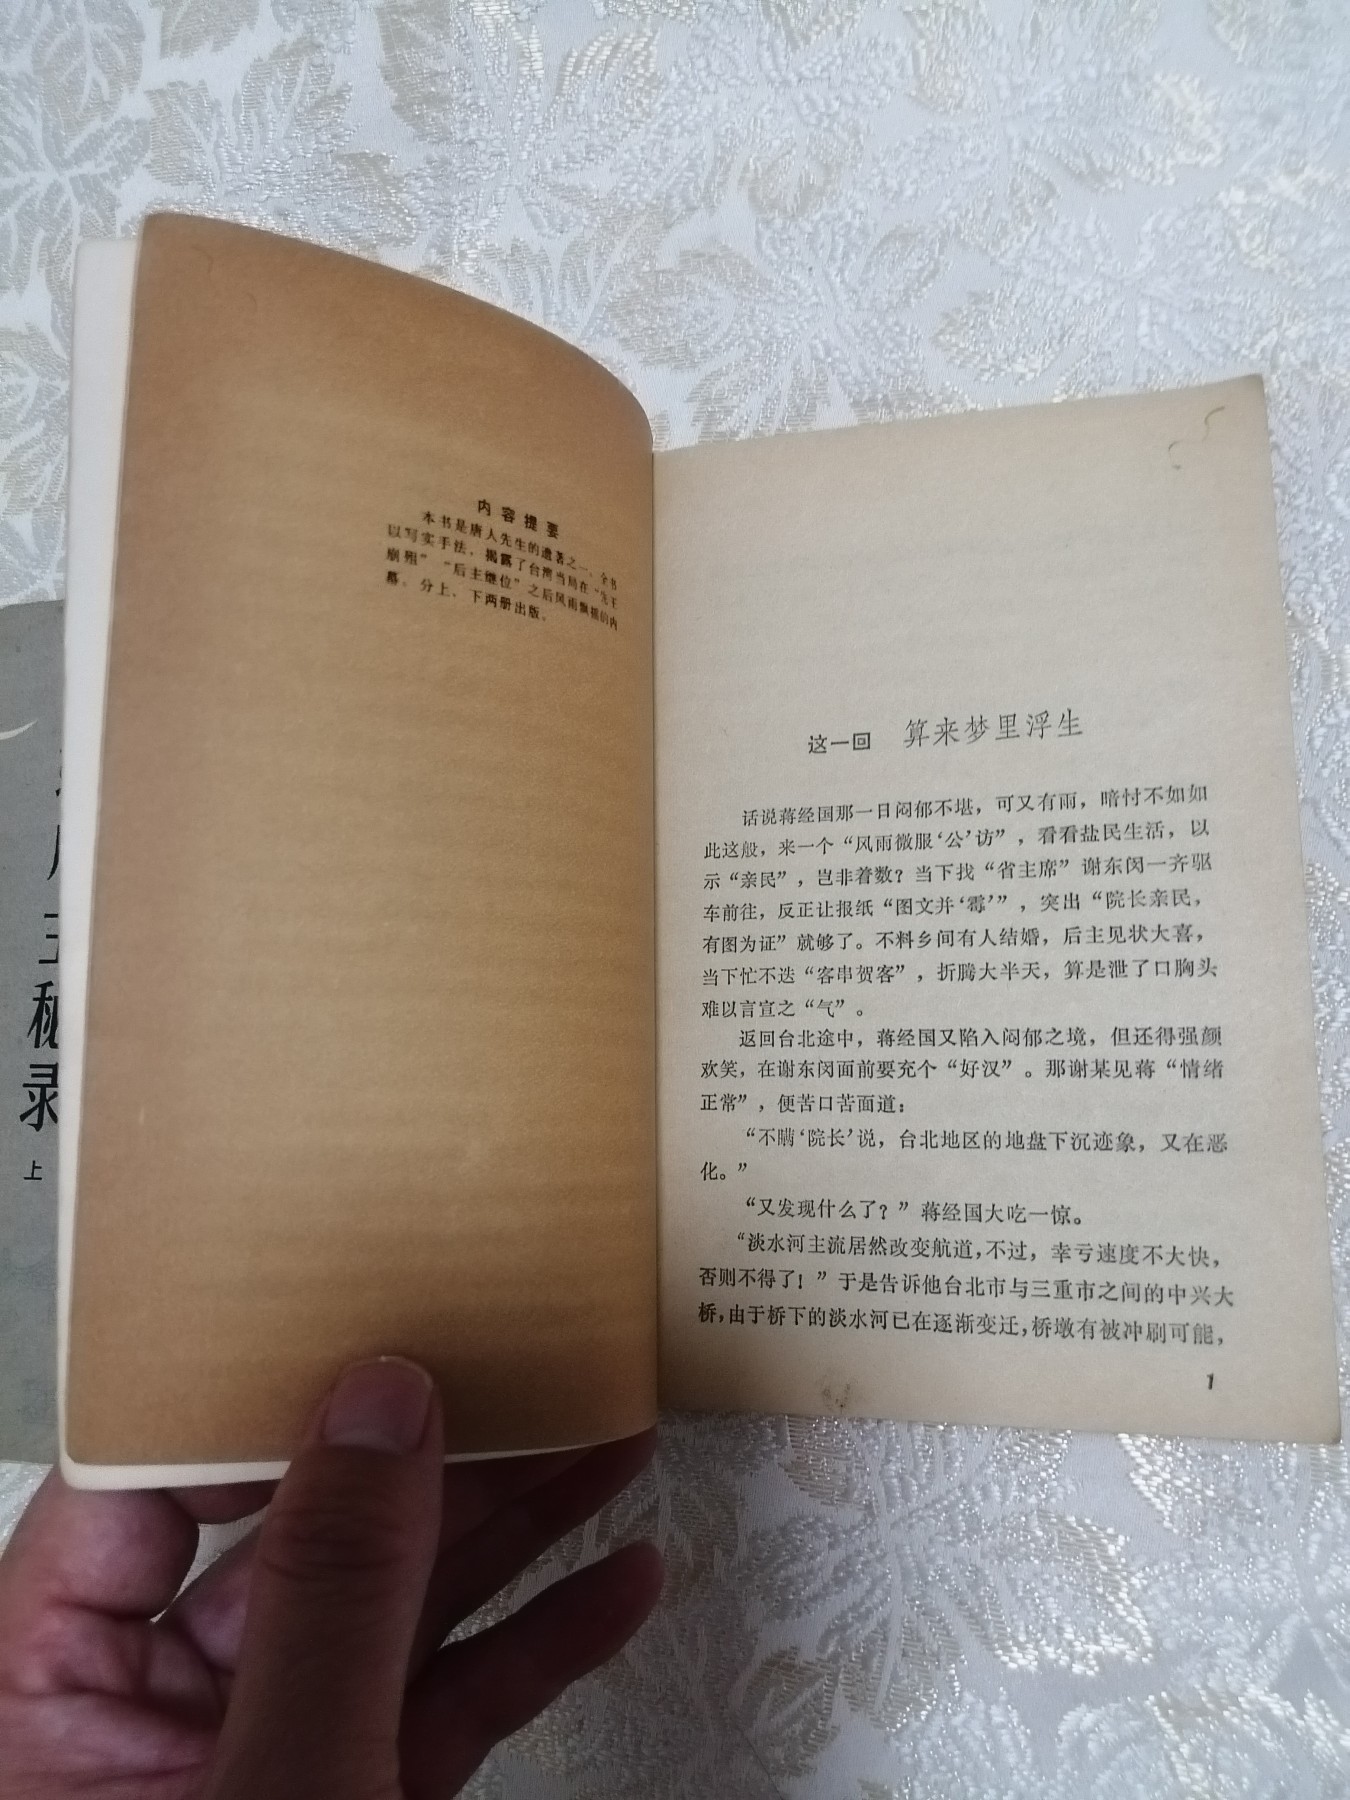 主秘录
上
内容提要
本书是唐人先生的遗著之一。全书
以写实手法，揭露了台湾当局在“先王
崩殂”“后主继位”之后风雨飘摇的内
幕。分上、下两册出版。
这一回 算来梦里浮生
话说蒋经国那一日闷郁不堪，可又有雨，暗忖不如如
此这般，来一个“风雨微服‘公’访”，看看盐民生活，以
示“亲民”，岂非着数？当下找“省主席”谢东闵一齐驱
车前往，反正让报纸“图文并‘霉’”，突出“院长亲民，
有图为证”就够了。不料乡间有人结婚，后主见状大喜，
当下忙不迭“客串贺客”，折腾大半天，算是泄了口胸头
难以言宣之“气”。
返回台北途中，蒋经国又陷入闷郁之境，但还得强颜
欢笑，在谢东闵面前要充个“好汉”。那谢某见蒋“情绪
正常”，便苦口苦面道：
“不瞒‘院长’说，台北地区的地盘下沉迹象，又在恶
化。”
“又发现什么了？”蒋经国大吃一惊。
“淡水河主流居然改变航道，不过，幸亏速度不大快，
否则不得了！”于是告诉他台北市与三重市之间的中兴大
桥，由于桥下的淡水河已在逐渐变迁，桥墩有被冲刷可能，
1